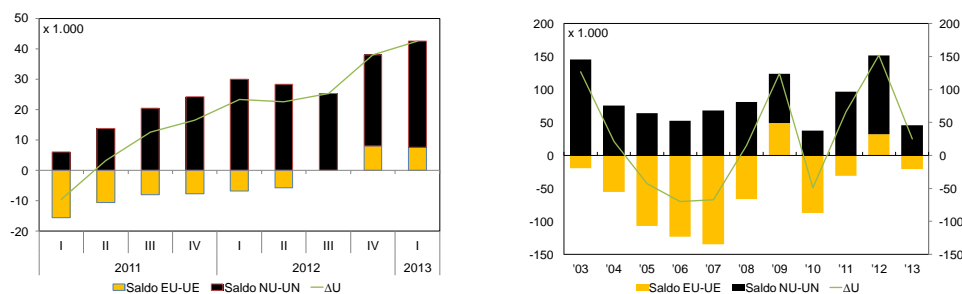 x 1.000
50
40
30
20
10
0
-10
-20
I II III IV I II III IV I
2011 2012 2013
Saldo EU-UE Saldo NU-UN ΔU
x 1.000
200 200
150 150
100 100
50 50
0 0
-50 -50
-100 -100
-150 -150
'03 '04 '05 '06 '07 '08 '09 '10 '11 '12 '13
Saldo EU-UE Saldo NU-UN ΔU